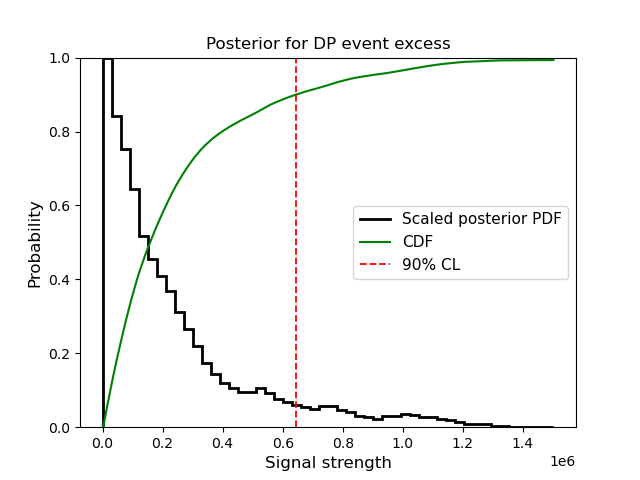 Posterior for DP event excess
Probability
1.0
0.8
0.6
0.4
0.2
0.0
Scaled posterior PDF
CDF
90% CL
0.0 0.2 0.4 0.6 0.8 1.0 1.2 1.4
1e6
Signal strength